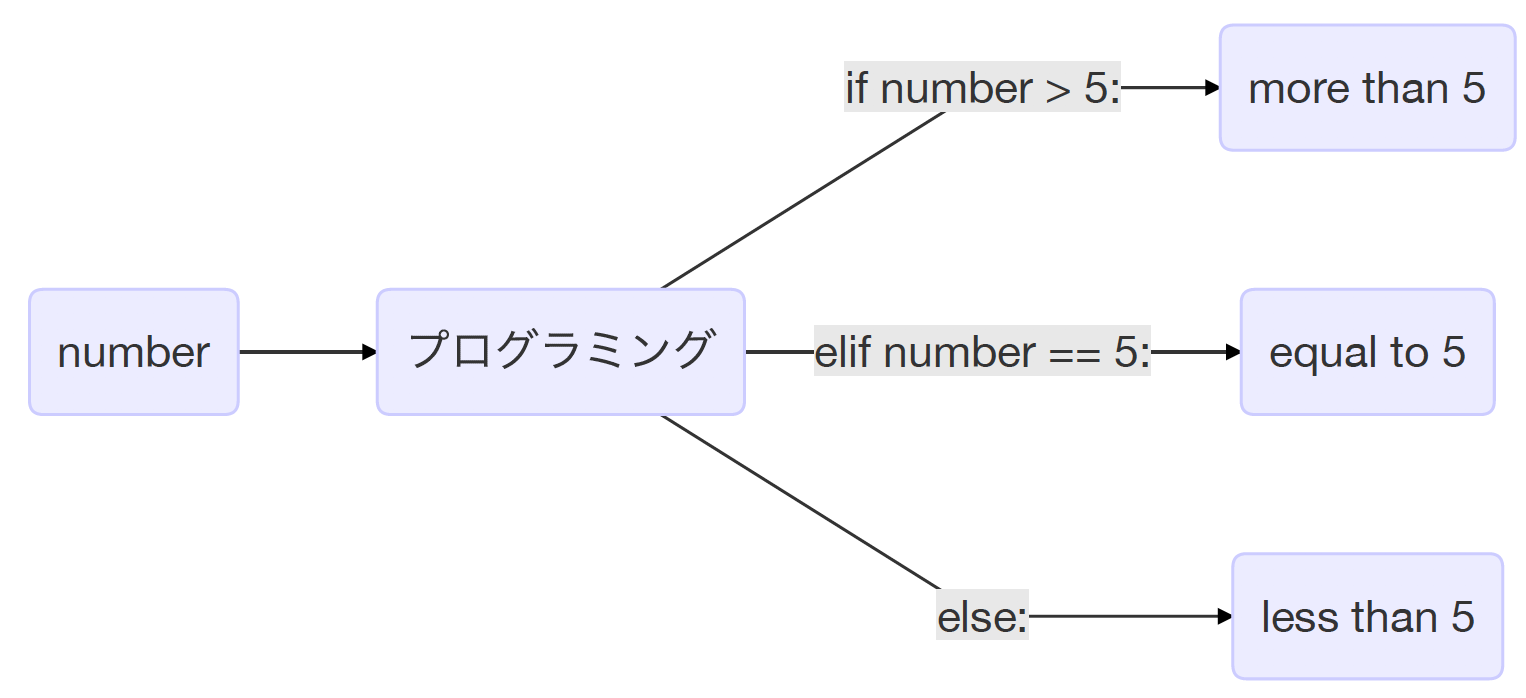 number
プログラミング
if number > 5:
more than 5
elif number == 5:
equal to 5
else:
less than 5